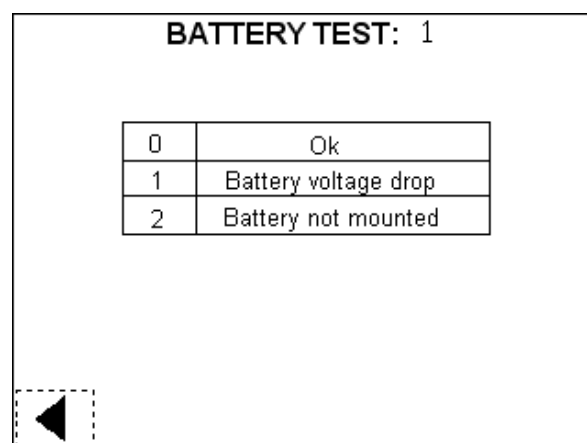 BATTERY TEST: 1
0 Ok
1 Battery voltage drop
2 Battery not mounted